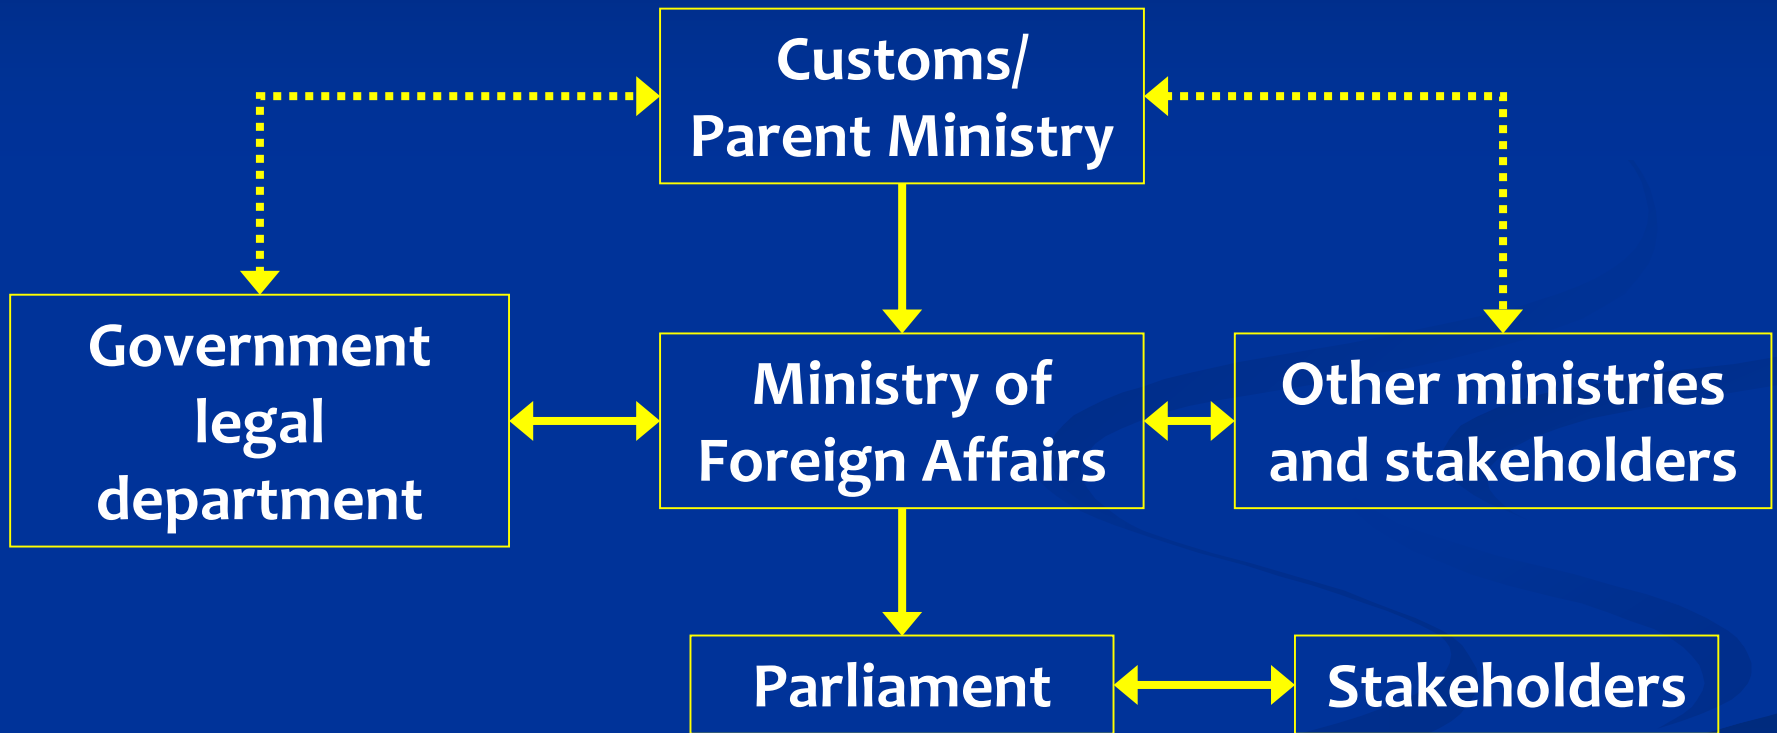 Customs/
Parent Ministry
Government
legal
department
Ministry of
Foreign Affairs
Other ministries
and stakeholders
Parliament
Stakeholders